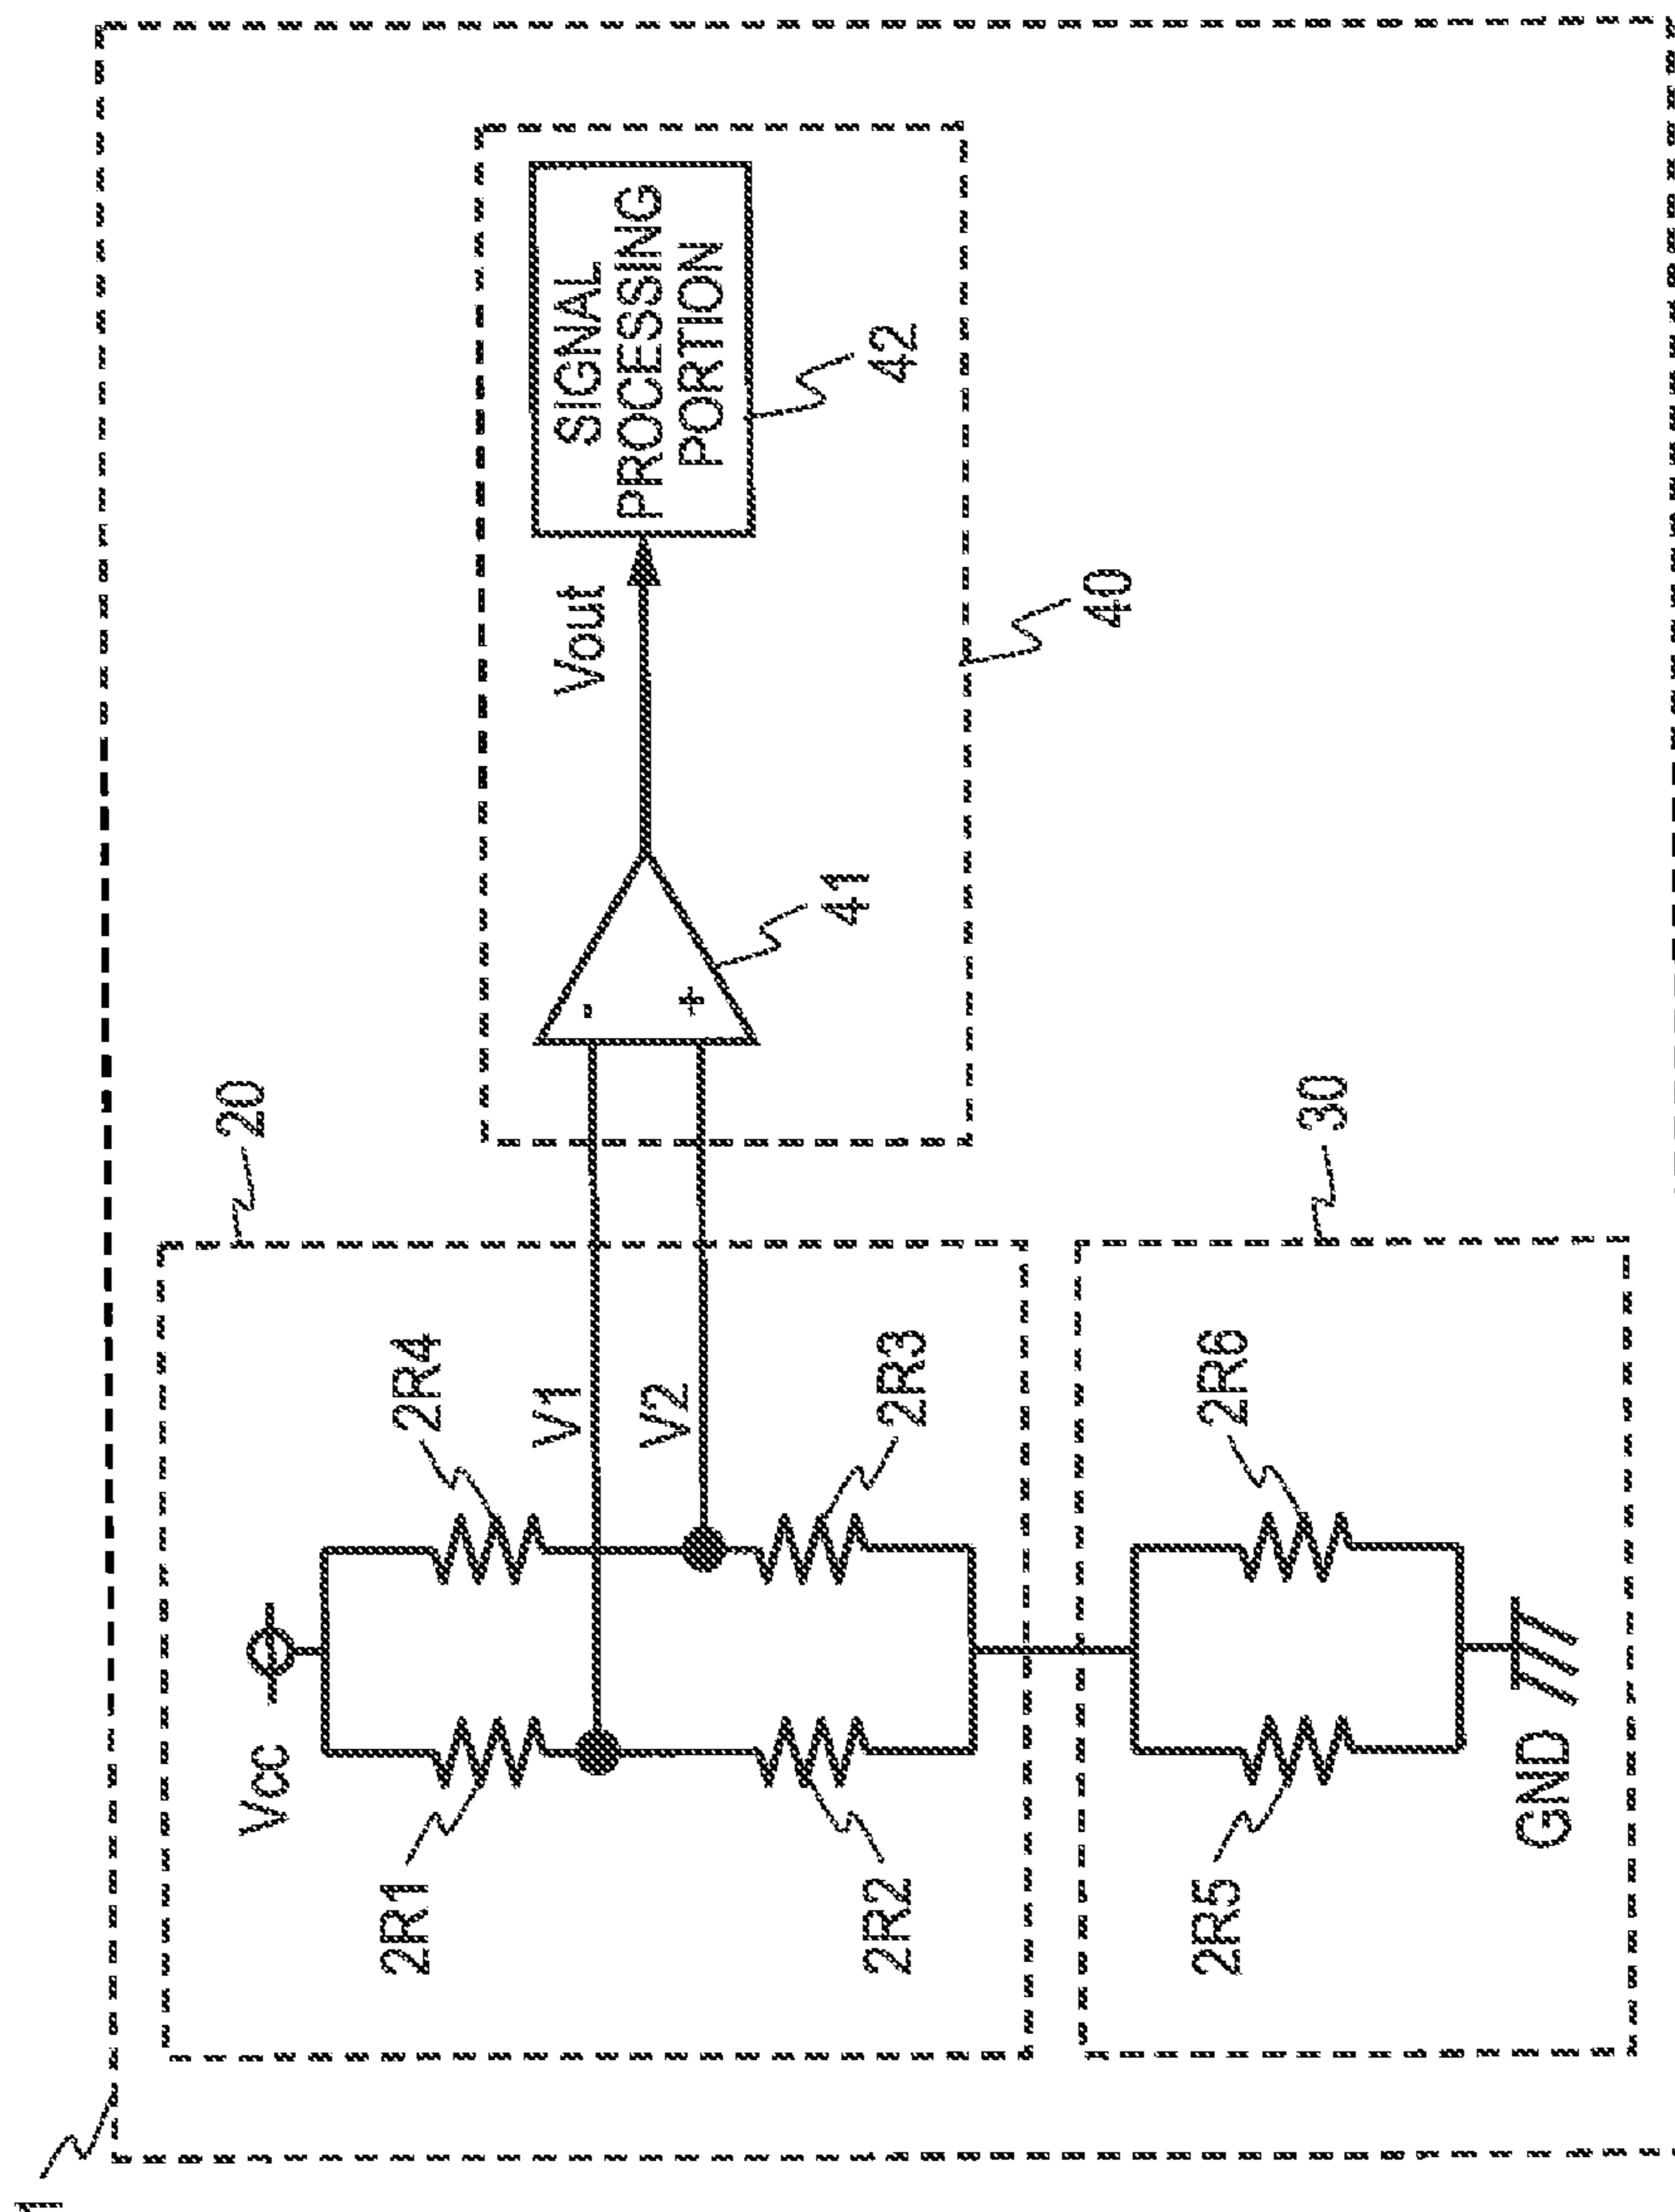 1
20
Vcc
2R1
2R4
V1
V2
2R2
2R3
-
+
41
Vout
SIGNAL
PROCESSING
PORTION
42
40
30
2R5
2R6
GND